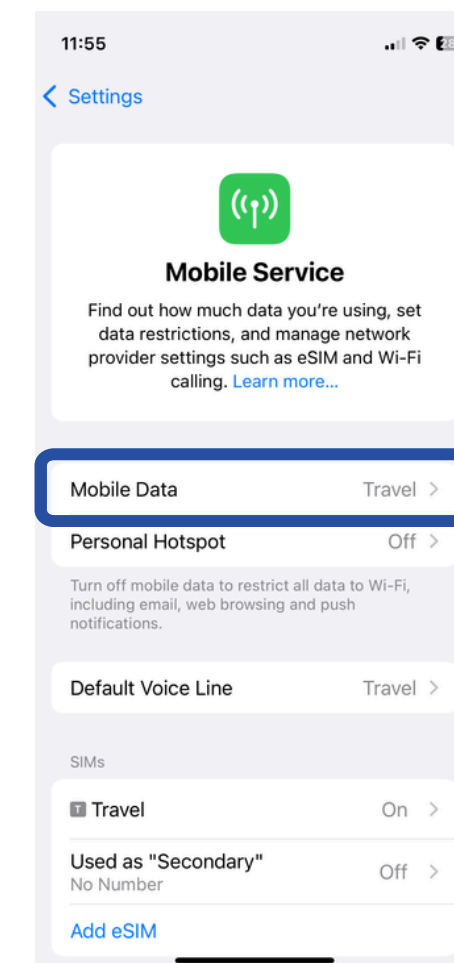 11:55
Settings
Mobile Service
Find out how much data you're using, set
data restrictions, and manage network
provider settings such as eSIM and Wi-Fi
calling. Learn more...
Mobile Data Travel
Personal Hotspot Off
Turn off mobile data to restrict all data to Wi-Fi,
including email, web browsing and push
notifications.
Default Voice Line Travel
SIMs
T Travel On
Used as "Secondary" Off
No Number
Add eSIM